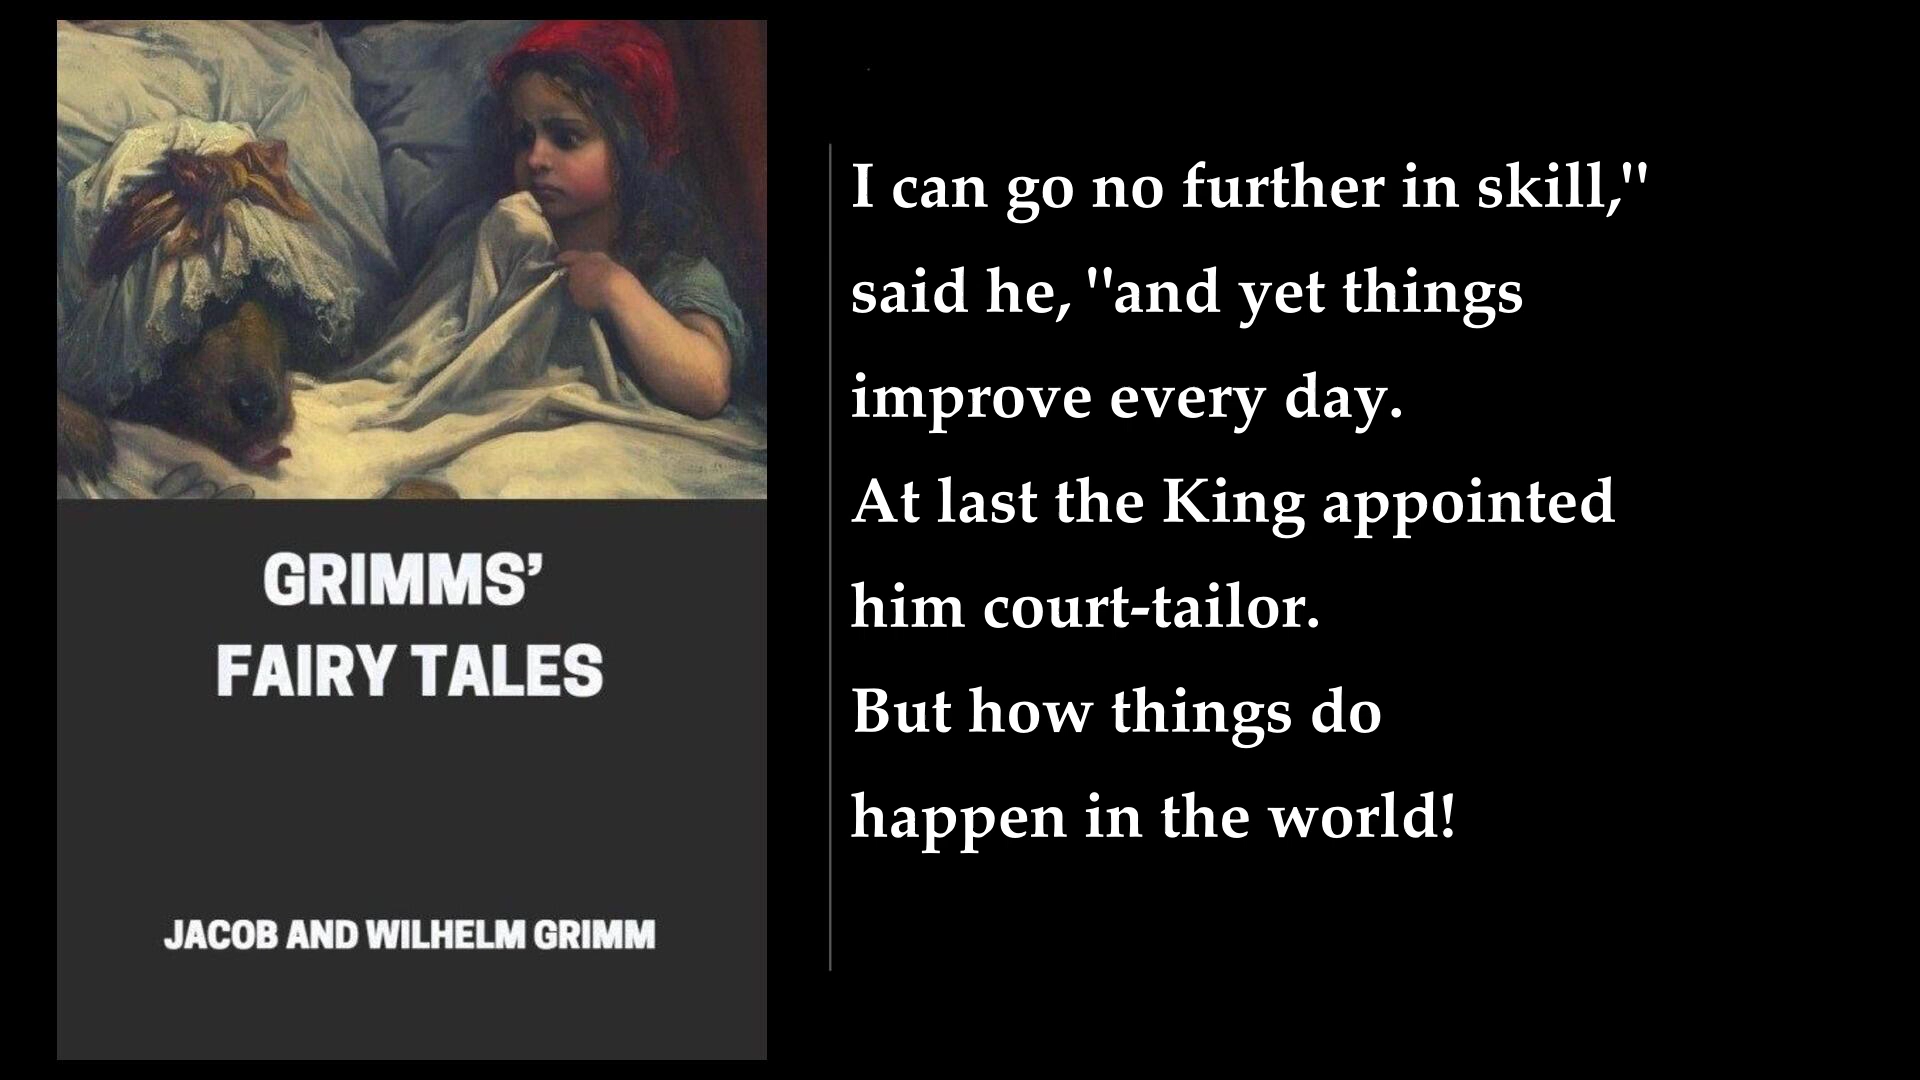 GRIMMS’
FAIRY TALES
JACOB AND WILHELM GRIMM
I can go no further in skill,"
said he, "and yet things
improve every day.
At last the King appointed
him court-tailor.
But how things do
happen in the world!